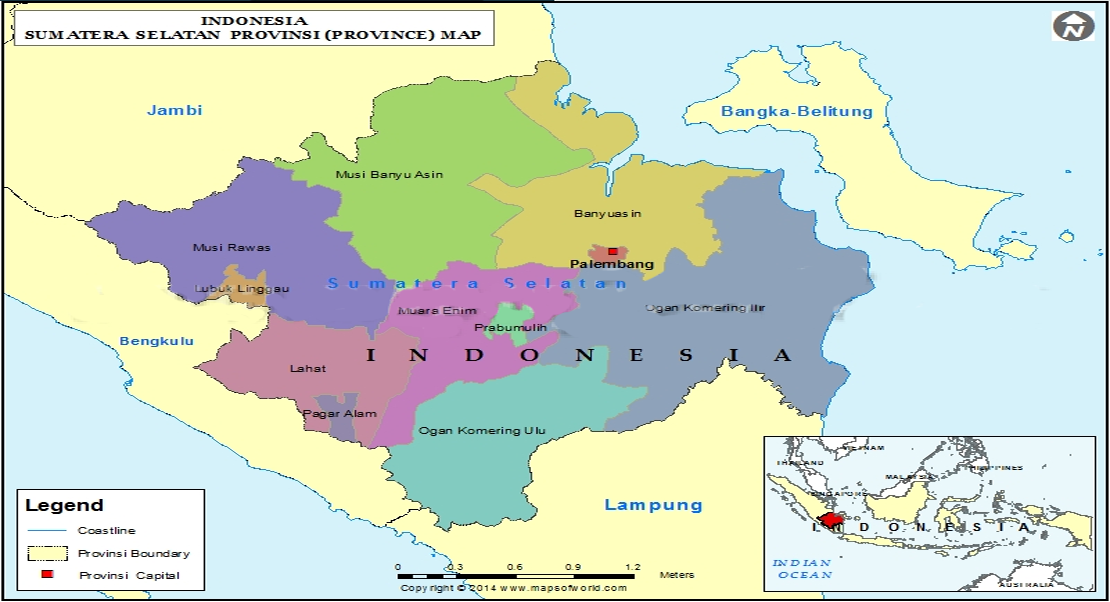 INDONESIA
SUMATERA SELATAN PROVINSI (PROVINCE) MAP
N
Jambi
Bangka-Belitung
Musi Banyu Asin
Banyuasin
Musi Rawas
Palembang
Lubuk Linggau
Sumatera Selatan
Muara Enim
Ogan Komering Ilir
Prabumulih
Bengkulu
INDONESIA
Lahat
Pagar Alam
Ogan Komering Ulu
Lampung
Legend
Coastline
Provinsi Boundary
Provinsi Capital
0 0.3 0.6 0.9 1.2
Meters
Copyright © 2014 www.mapsofworld.com
VIETNAM
THAILAND
PHILIPPINES
MALAYSIA
SINGAPORE
INDONESIA
INDIAN
OCEAN
AUSTRALIA